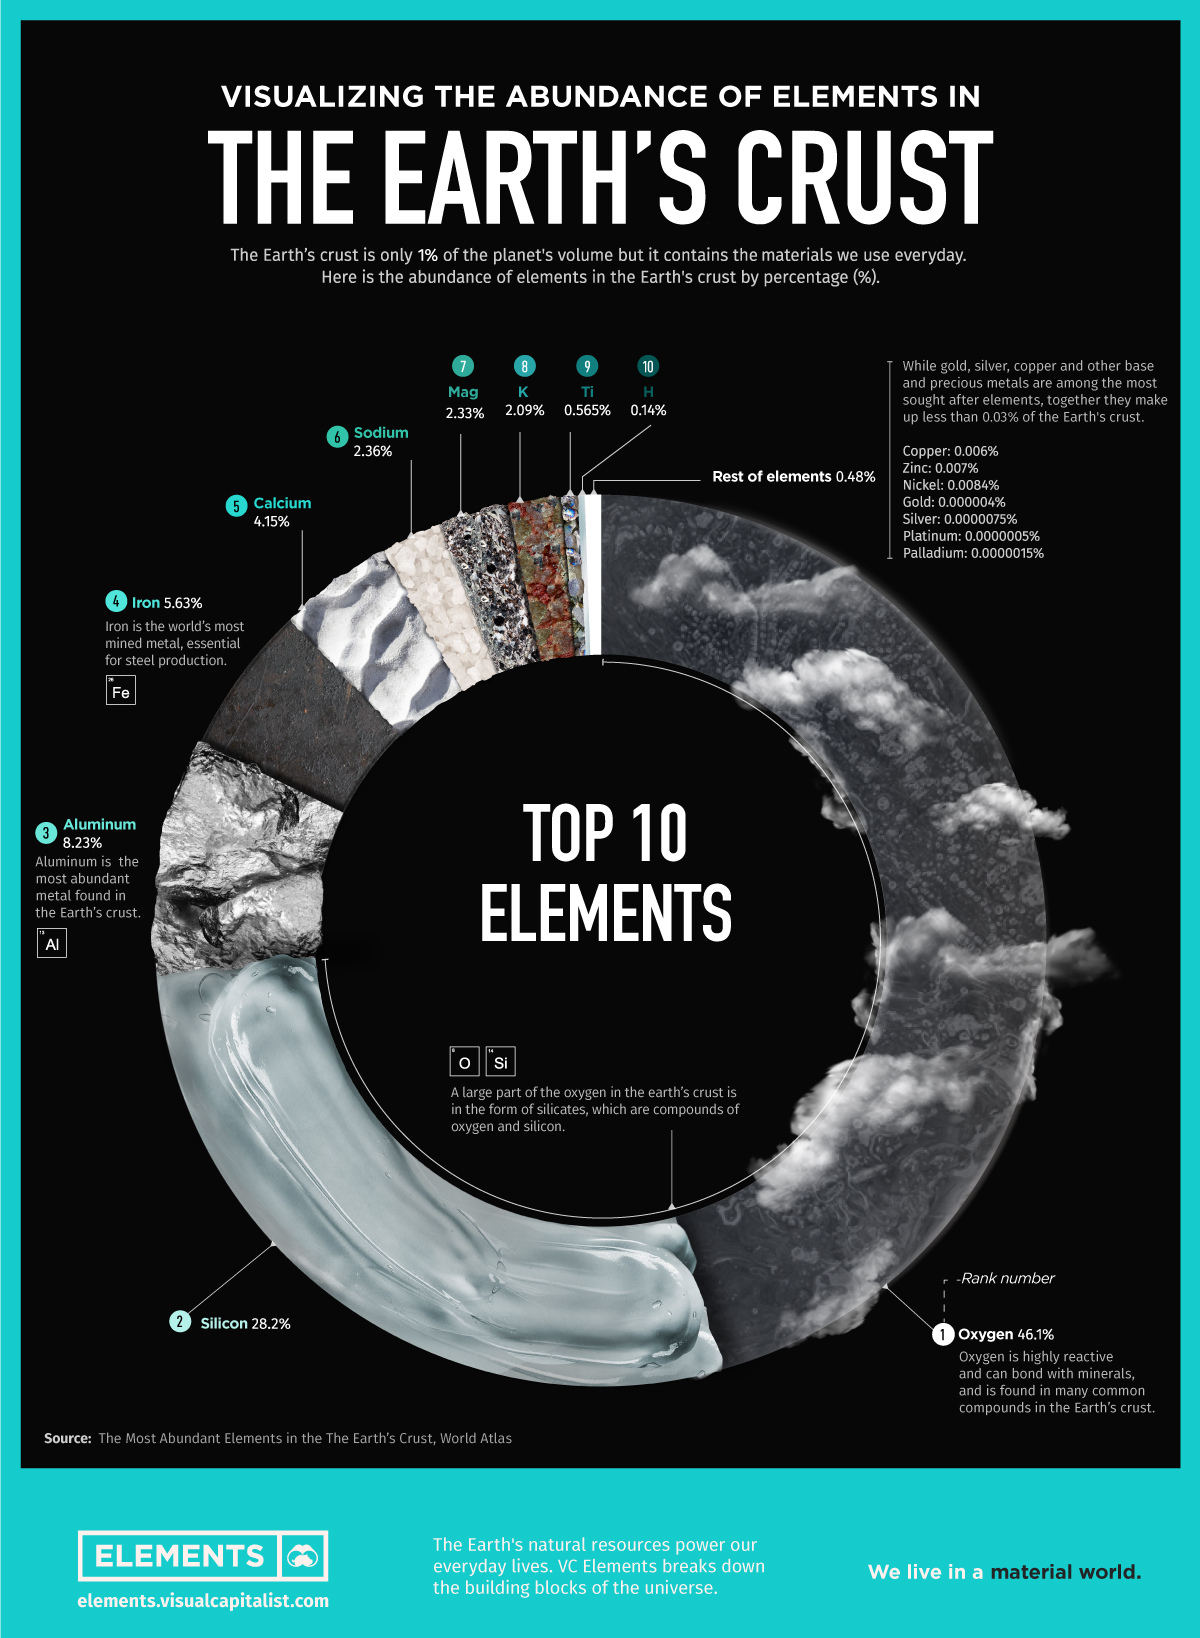 VISUALIZING THE ABUNDANCE OF ELEMENTS IN
THE EARTH'S CRUST
The Earth's crust is only 1% of the planet's volume but it contains the materials we use everyday.
Here is the abundance of elements in the Earth's crust by percentage (%).
7
Mag
2.33%
8
K
2.09%
9
Ti
0.565%
10
H
0.14%
While gold, silver, copper and other base
and precious metals are among the most
sought after elements, together they make
up less than 0.03% of the Earth's crust.
Copper: 0.006%
Zinc: 0.007%
Nickel: 0.0084%
Gold: 0.000004%
Silver: 0.0000075%
Platinum: 0.0000005%
Palladium: 0.0000015%
6 Sodium
2.36%
Rest of elements 0.48%
5 Calcium
4.15%
4 Iron 5.63%
Iron is the world's most
mined metal, essential
for steel production.
26
Fe
3 Aluminum
8.23%
Aluminum is the
most abundant
metal found in
the Earth's crust.
13
Al
TOP 10
ELEMENTS
8
O
14
Si
A large part of the oxygen in the earth's crust is
in the form of silicates, which are compounds of
oxygen and silicon.
2 Silicon 28.2%
-Rank number
1 Oxygen 46.1%
Oxygen is highly reactive
and can bond with minerals,
and is found in many common
compounds in the Earth's crust.
Source: The Most Abundant Elements in the The Earth's Crust, World Atlas
ELEMENTS
elements.visualcapitalist.com
The Earth's natural resources power our
everyday lives. VC Elements breaks down
the building blocks of the universe.
We live in a material world.